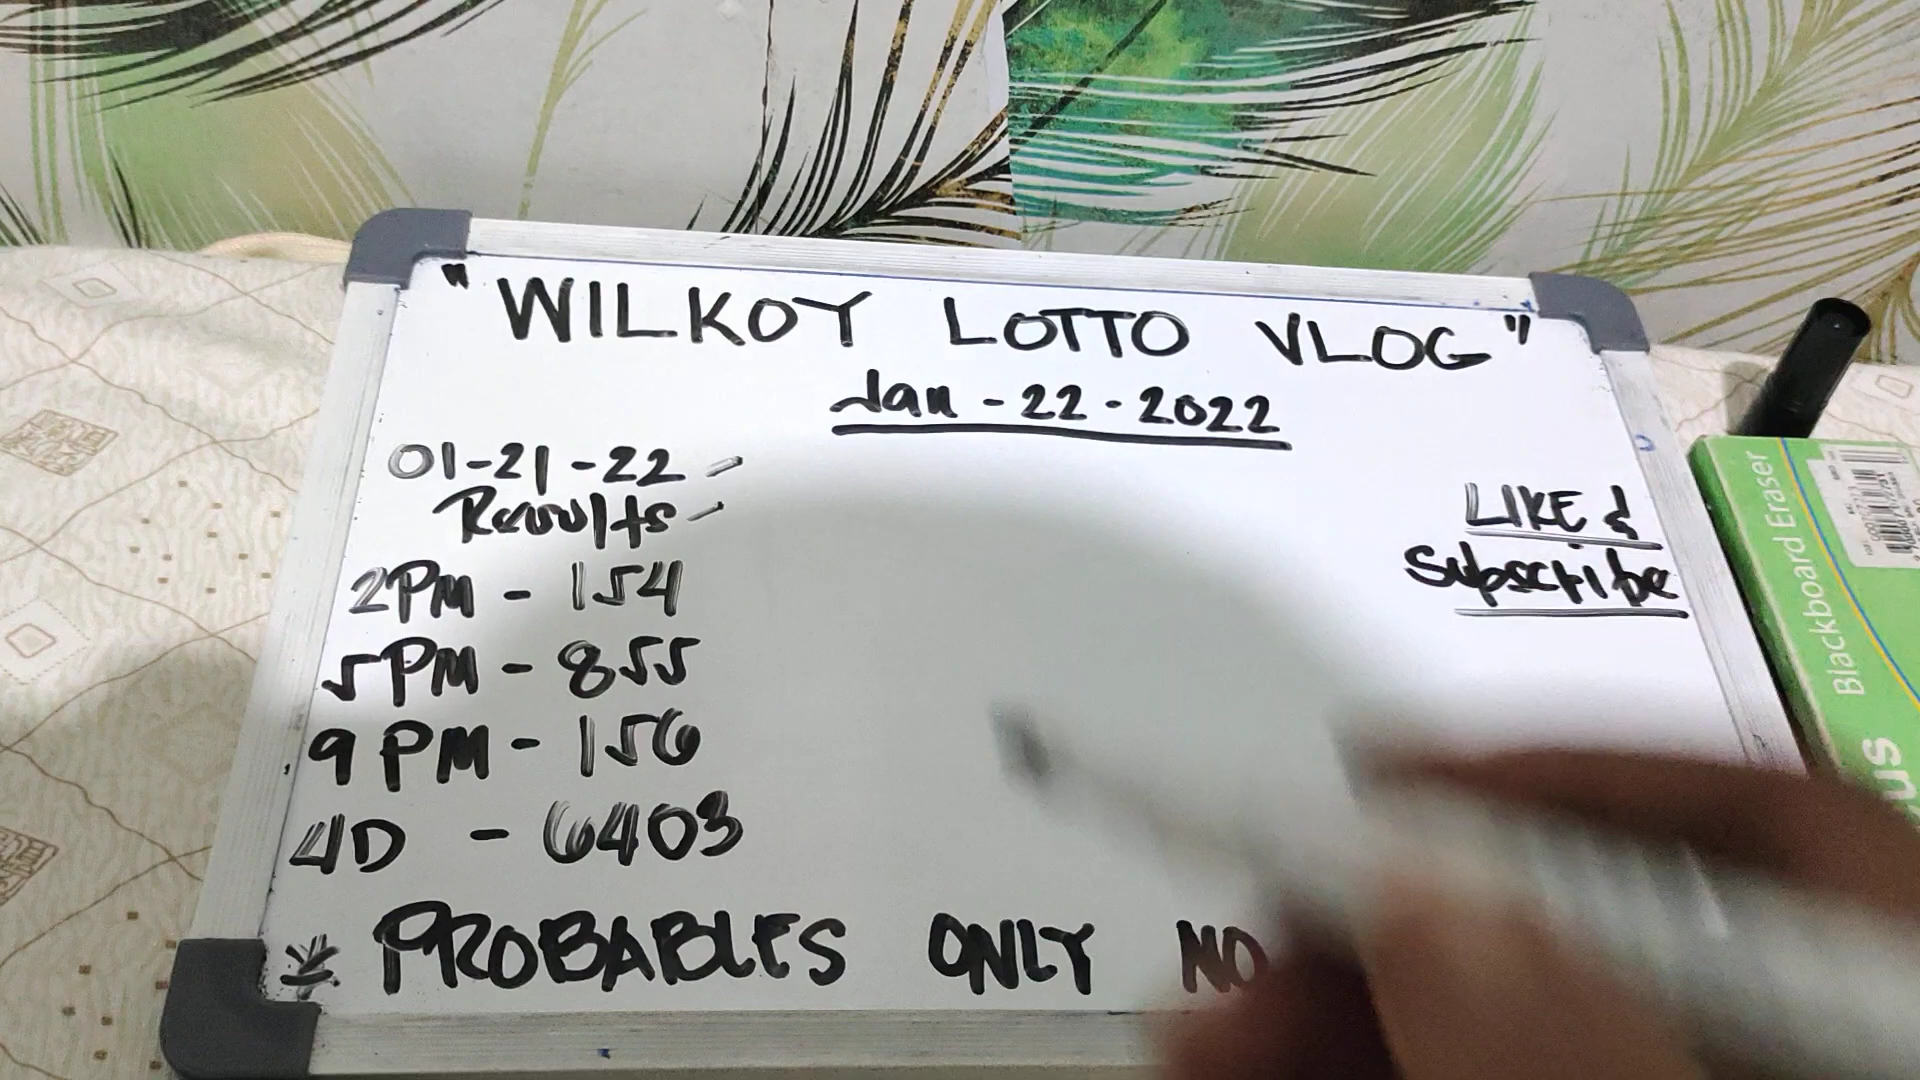 "WILKOY LOTTO VLOG"
Jan - 22 - 2022
01-21-22 -
Results -
2PM - 154
5PM - 855
9PM - 156
4D - 6403
LIKE &
Subscribe
* PROBABLES ONLY NO
Blackboard Eraser
us